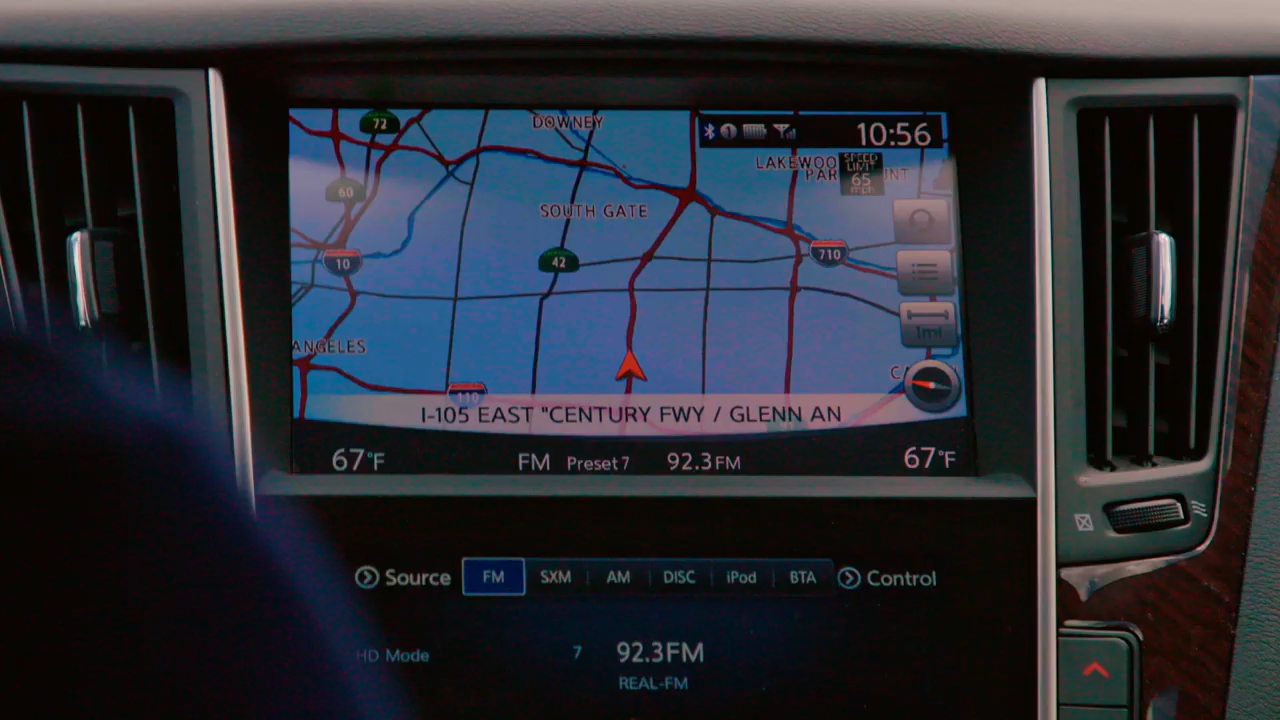 72
DOWNEY
1
10:56
LAKEWOO
SPEED
LIMIT
65
mph
PAR
INT
60
SOUTH GATE
10
42
710
1mi
ANGELES
110
I-105 EAST "CENTURY FWY / GLENN AN
67°F
FM Preset 7 92.3FM
67°F
Source FM SXM AM DISC iPod BTA Control
HD Mode 7 92.3FM
REAL-FM